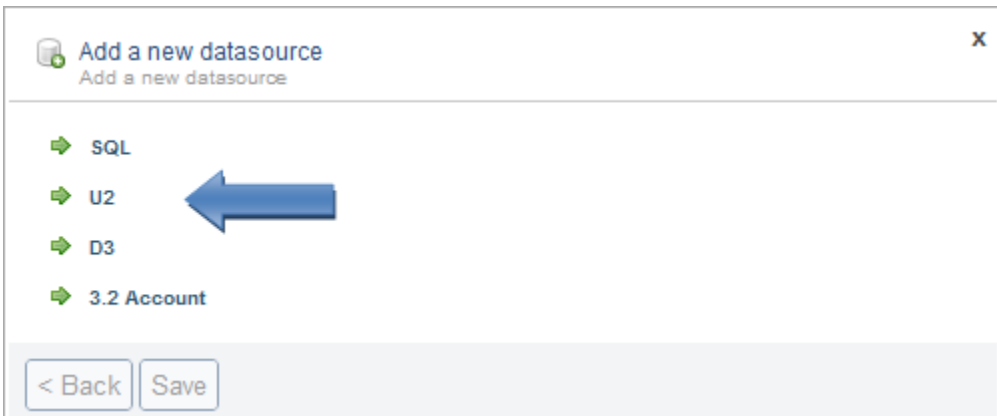 Add a new datasource
x
Add a new datasource
SQL
U2
D3
3.2 Account
< Back
Save